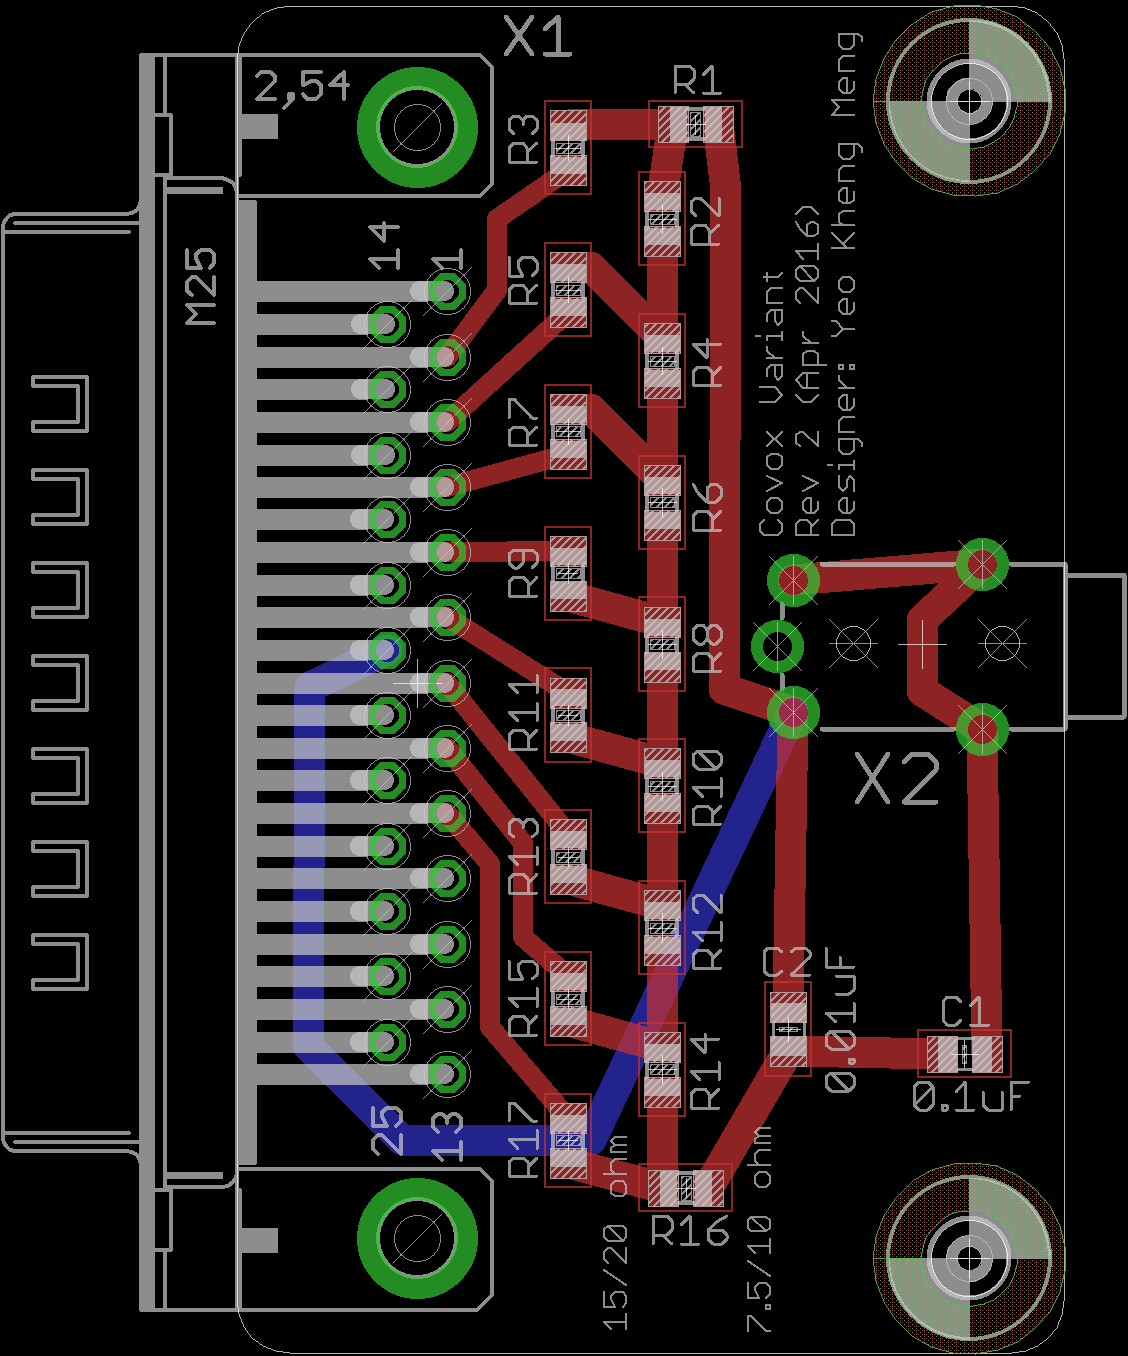 X1
2,54
R1
R3
R2
14
1
M25
R5
R4
Covox Variant
Rev 2 (Apr 2016)
Designer: Yeo Kheng Meng
R7
R6
R9
R8
R11
R10
X2
R13
R12
C2
0.01uF
R15
C1
0.1uF
R14
25
13
R17
R16
15/20 ohm
7.5/10 ohm